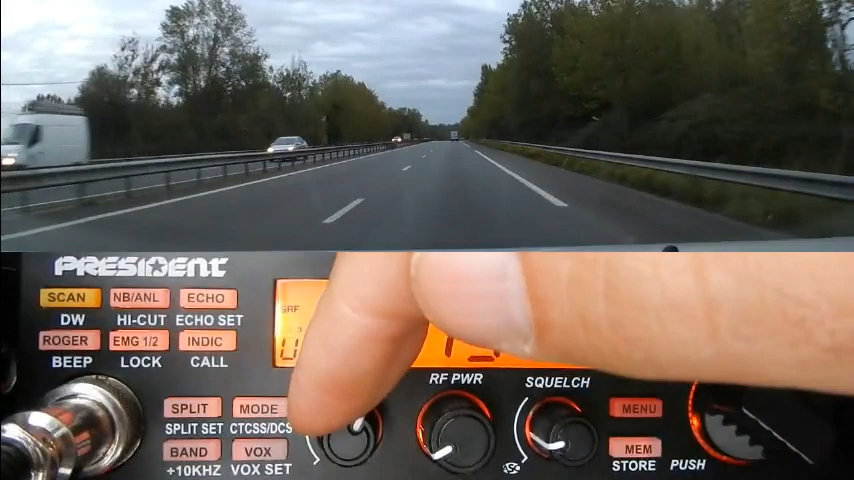 PRESIDENT
SCAN NB/ANL ECHO
DW HI-CUT ECHO SET
ROGER EMG 1/2 INDIC
BEEP LOCK CALL
SRF
RF PWR SQUELCH
SPLIT MODE MENU
SPLIT SET CTCSS/DCS
BAND VOX MEM
+10KHZ VOX SET STORE PUSH